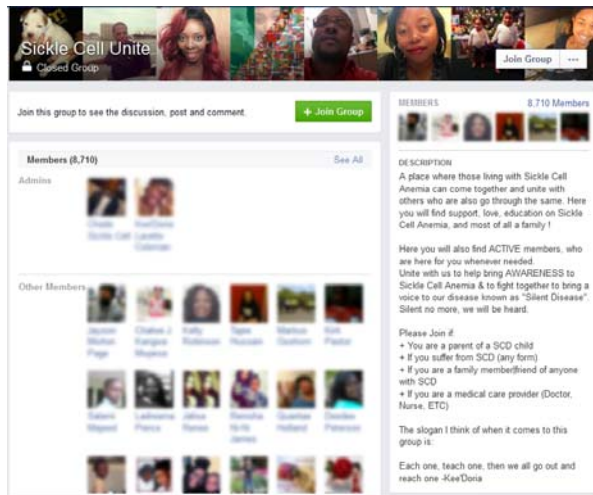 Sickle Cell Unite
Closed Group
Join Group
Join this group to see the discussion, post and comment.
+ Join Group
Members (8,710)
See All
Admins
Other Members
MEMBERS
8,710 Members
DESCRIPTION
A place where those living with Sickle Cell
Anemia can come together and unite with
others who are also go through the same. Here
you will find support, love, education on Sickle
Cell Anemia, and most of all a family !
Here you will also find ACTIVE members, who
are here for you whenever needed.
Unite with us to help bring AWARENESS to
Sickle Cell Anemia & to fight together to bring a
voice to our disease known as "Silent Disease".
Silent no more, we will be heard.
Please Join if:
+ You are a parent of a SCD child
+ If you suffer from SCD (any form)
+ If you are a family member|friend of anyone
with SCD
+ If you are a medical care provider (Doctor,
Nurse, ETC)
The slogan I think of when it comes to this
group is:
Each one, teach one, then we all go out and
reach one -Kee'Doria